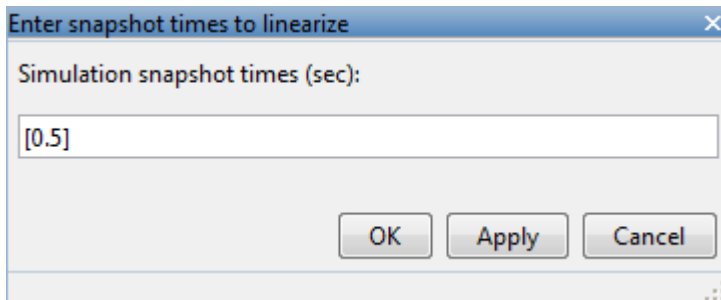 Enter snapshot times to linearize
Simulation snapshot times (sec):
[0.5]
OK Apply Cancel